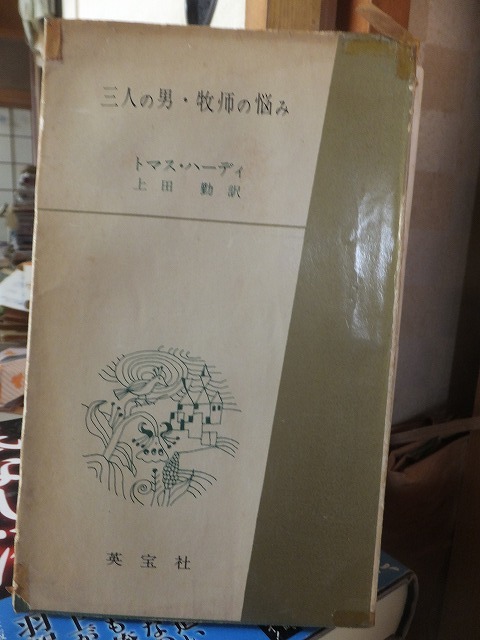 三人の男・牧师の悩み
トマス・ハーディ
上田 勤 訳
英宝社